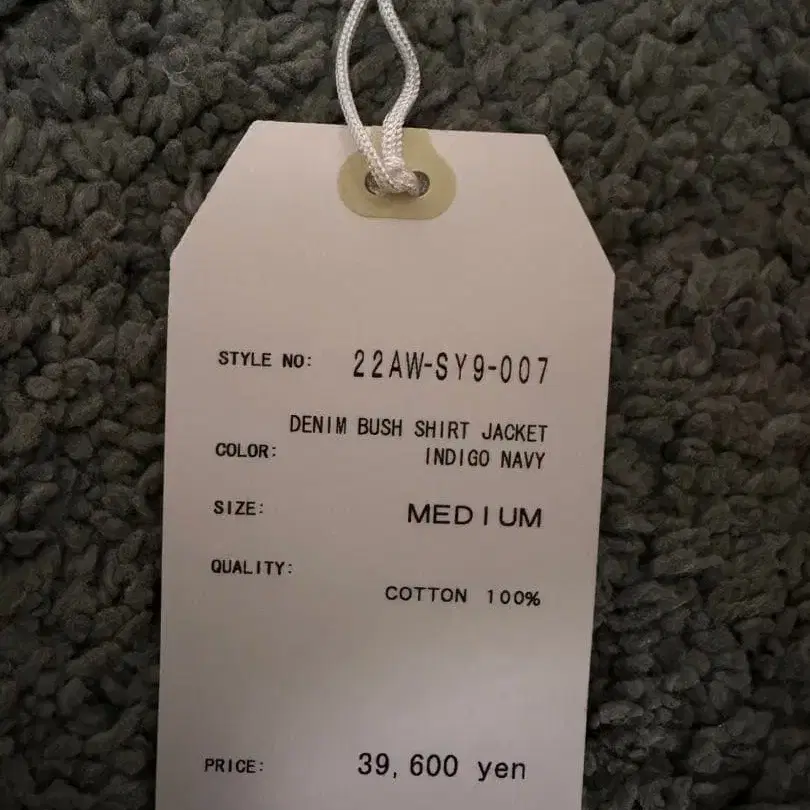 STYLE NO: 22AW-SY9-007
DENIM BUSH SHIRT JACKET
COLOR: INDIGO NAVY
SIZE: MEDIUM
QUALITY:
COTTON 100%
PRICE: 39,600 yen